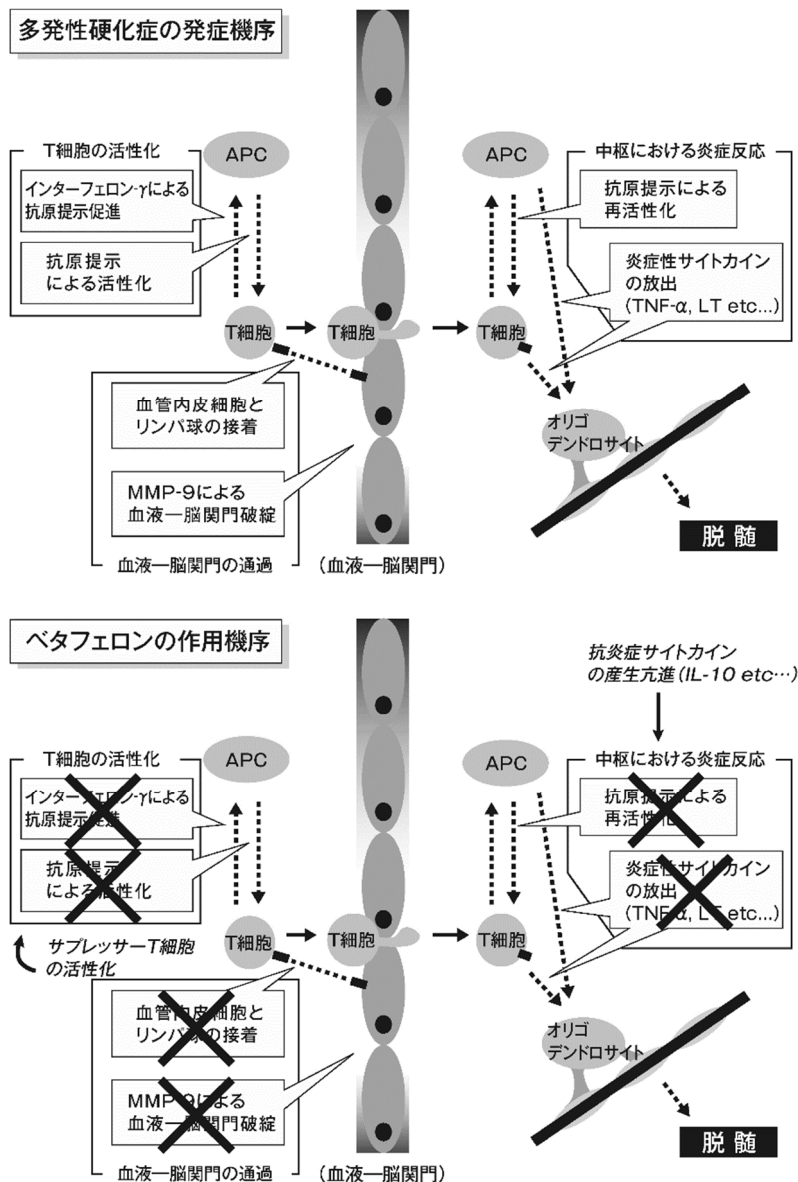 多発性硬化症の発症機序
T細胞の活性化
インターフェロン-γによる
抗原提示促進
抗原提示
による活性化
APC
APC
中枢における炎症反応
抗原提示による
再活性化
炎症性サイトカイン
の放出
(TNF-α, LT etc...)
T細胞
T細胞
T細胞
血管内皮細胞と
リンパ球の接着
MMP-9による
血液―脳関門破綻
血液―脳関門の通過
(血液―脳関門)
オリゴ
デンドロサイト
脱髄
ベタフェロンの作用機序
抗炎症サイトカイン
の産生亢進(IL-10 etc…)
T細胞の活性化
インターフェロン-γによる
抗原提示促進
抗原提示
による活性化
サプレッサーT細胞
の活性化
APC
APC
中枢における炎症反応
抗原提示による
再活性化
炎症性サイトカイン
の放出
(TNF-α, LT etc...)
T細胞
T細胞
T細胞
血管内皮細胞と
リンパ球の接着
MMP-9による
血液―脳関門破綻
血液―脳関門の通過
(血液―脳関門)
オリゴ
デンドロサイト
脱髄